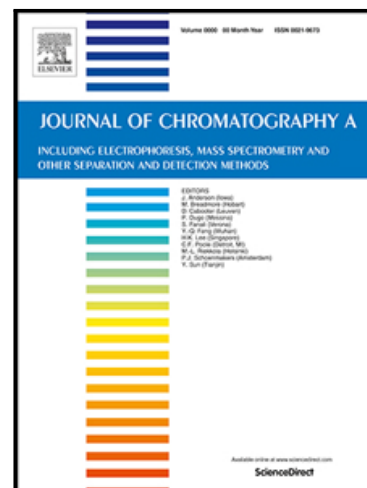 Volume 0000 00 Month Year ISSN 0021-9673
ELSEVIER
JOURNAL OF CHROMATOGRAPHY A
INCLUDING ELECTROPHORESIS, MASS SPECTROMETRY AND
OTHER SEPARATION AND DETECTION METHODS
EDITORS
J. Anderson (Iowa)
M. Breadmore (Hobart)
D. Cabooter (Leuven)
P. Dugo (Messina)
S. Fanali (Verona)
Y.-Q. Feng (Wuhan)
H.K. Lee (Singapore)
C.F. Poole (Detroit, MI)
M.-L. Riekkola (Helsinki)
P.J. Schoenmakers (Amsterdam)
Y. Sun (Tianjin)
Available online at www.sciencedirect.com
ScienceDirect